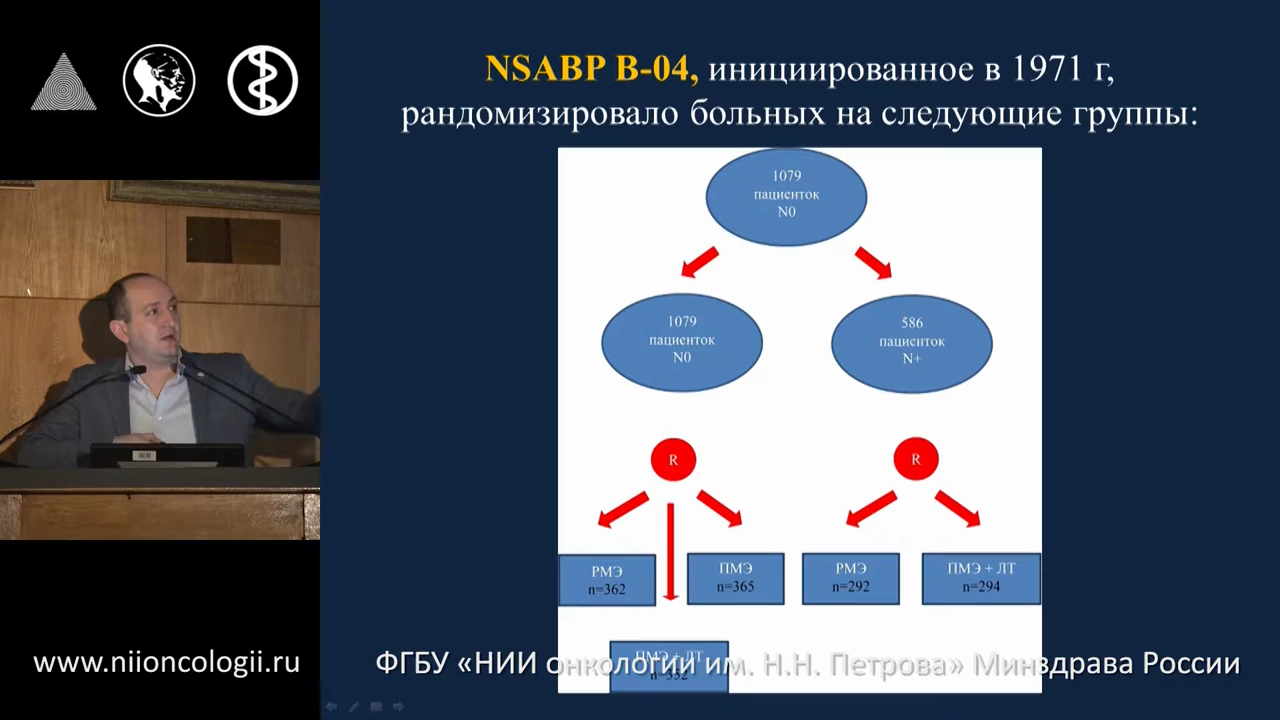 NSABP B-04, инициированное в 1971 г,
рандомизировало больных на следующие группы:
1079
пациенток
N0
1079
пациенток
N0
586
пациенток
N+
R
R
РМЭ
n=362
ПМЭ
n=365
РМЭ
n=292
ПМЭ + ЛТ
n=294
ПМЭ + ЛТ
n=352
www.niioncologii.ru
ФГБУ «НИИ онкологии им. Н.Н. Петрова» Минздрава России